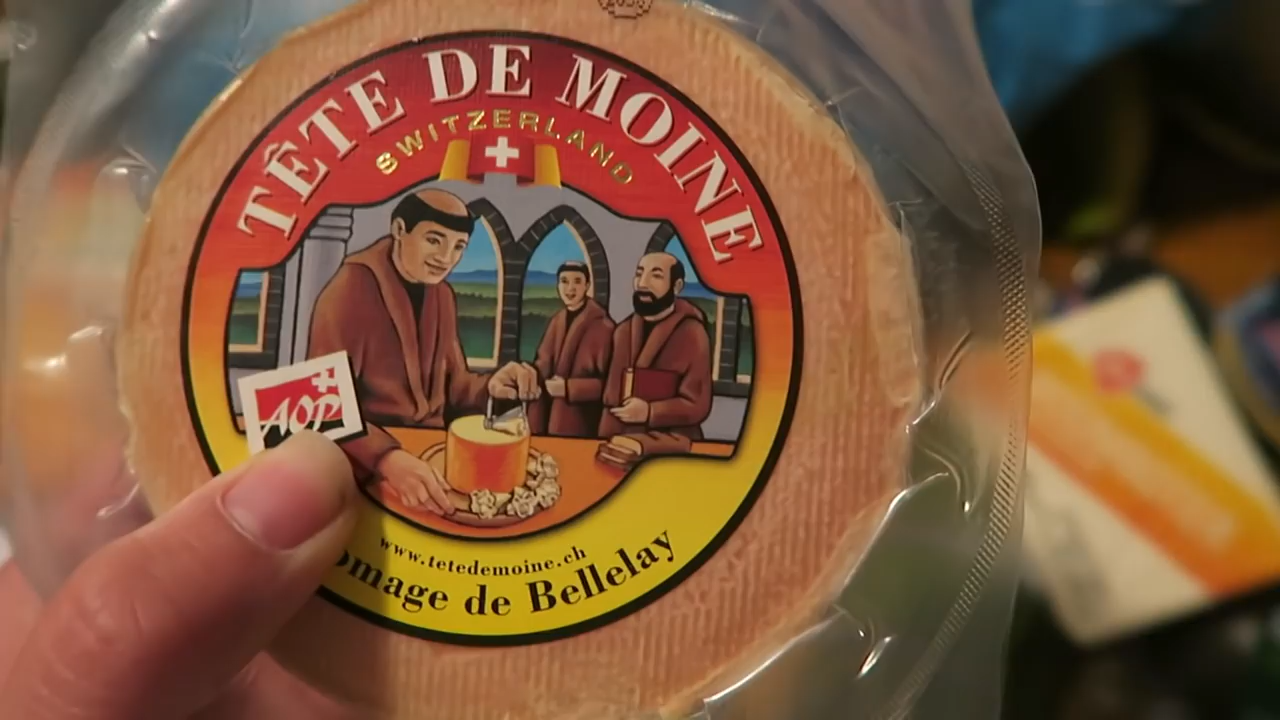 TÊTE DE MOINE
SWITZERLAND
AOP
www.tetedemoine.ch
omage de Bellelay